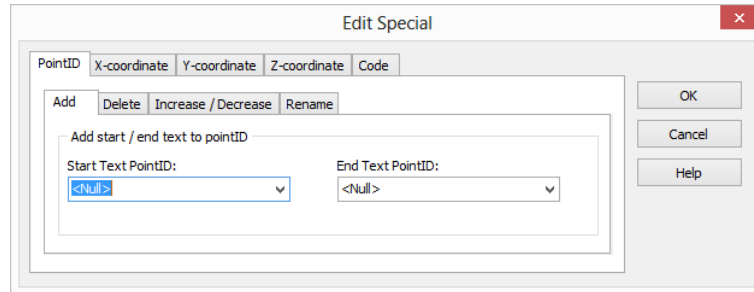 Edit Special
PointID X-coordinate Y-coordinate Z-coordinate Code
Add Delete Increase / Decrease Rename
OK
Add start / end text to pointID
Cancel
Start Text PointID: End Text PointID:
Help
<Null> <Null>